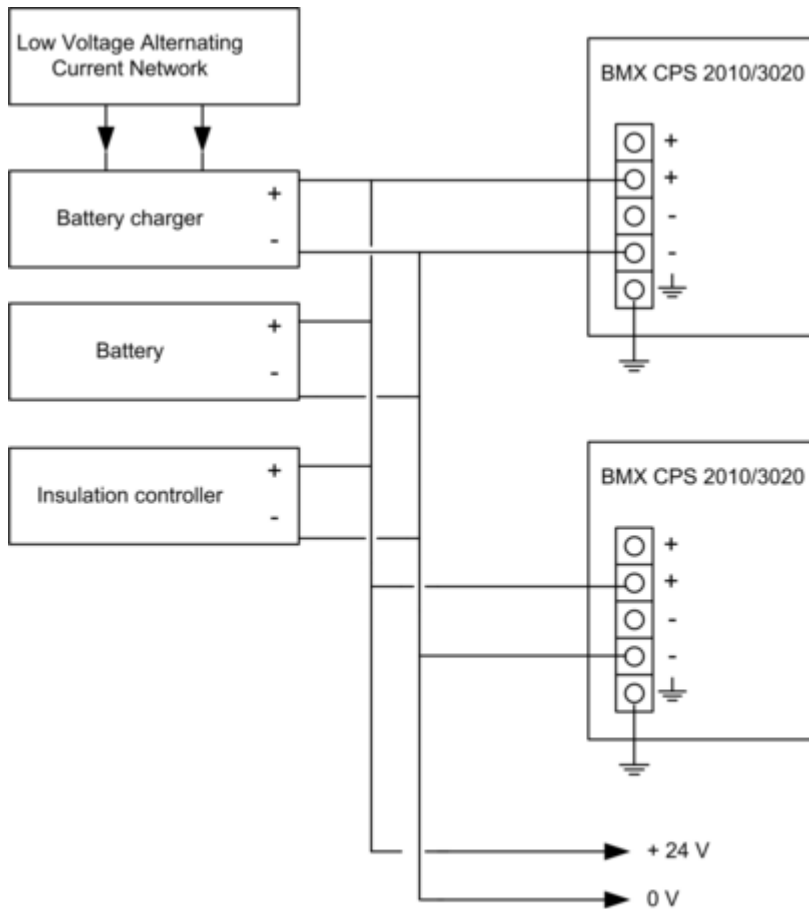 Low Voltage Alternating
Current Network
BMX CPS 2010/3020
+
+
-
-
Battery charger
+
-
Battery
+
-
Insulation controller
+
-
BMX CPS 2010/3020
+
+
-
-
+ 24 V
0 V